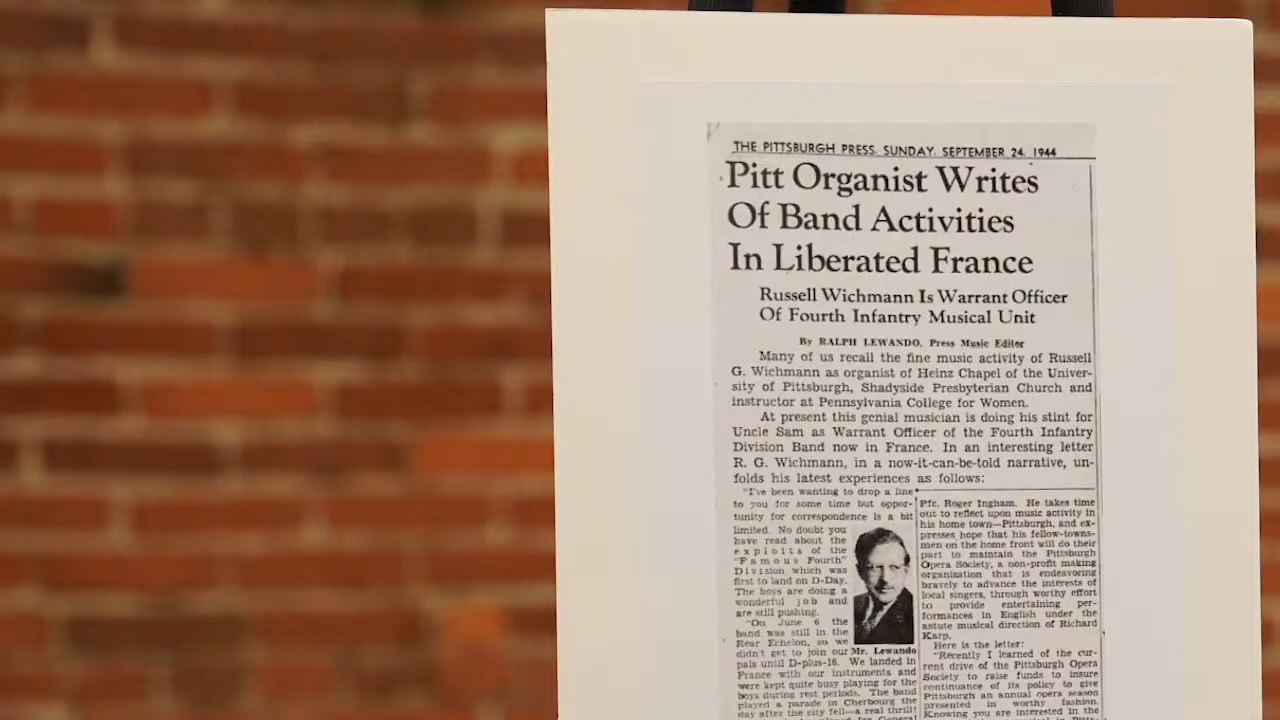 THE PITTSBURGH PRESS, SUNDAY, SEPTEMBER 24, 1944
Pitt Organist Writes
Of Band Activities
In Liberated France
Russell Wichmann Is Warrant Officer
Of Fourth Infantry Musical Unit
By RALPH LEWANDO, Press Music Editor
Many of us recall the fine music activity of Russell
G. Wichmann as organist of Heinz Chapel of the Univer-
sity of Pittsburgh, Shadyside Presbyterian Church and
instructor at Pennsylvania College for Women.
At present this genial musician is doing his stint for
Uncle Sam as Warrant Officer of the Fourth Infantry
Division Band now in France. In an interesting letter
R. G. Wichmann, in a now-it-can-be-told narrative, un-
folds his latest experiences as follows:
"I've been wanting to drop a line
to you for some time but oppor-
tunity for correspondence is a bit
limited. No doubt you
have read about the
exploits of the
"Famous Fourth"
Division which was
first to land on D-Day.
The boys are doing a
wonderful job and
are still pushing.
"On June 6 the
band was still in the
Rear Echelon, so we
didn't get to join our
pals until D-plus-16. We landed in
France with our instruments and
were kept quite busy playing for the
boys during rest periods. The band
played a parade in Cherbourg the
day after the city fell—a real thrill!
Mr. Lewando
Pfc. Roger Ingham. He takes time
out to reflect upon music activity in
his home town—Pittsburgh, and ex-
presses hope that his fellow-towns-
men on the home front will do their
part to maintain the Pittsburgh
Opera Society, a non-profit making
organization that is endeavoring
bravely to advance the interests of
local singers, through worthy effort
to provide entertaining per-
formances in English under the
astute musical direction of Richard
Karp.
Here is the letter:
"Recently I learned of the cur-
rent drive of the Pittsburgh Opera
Society to raise funds to insure
continuance of its policy to give
Pittsburgh an annual opera season
presented in worthy fashion.
Knowing you are interested in the